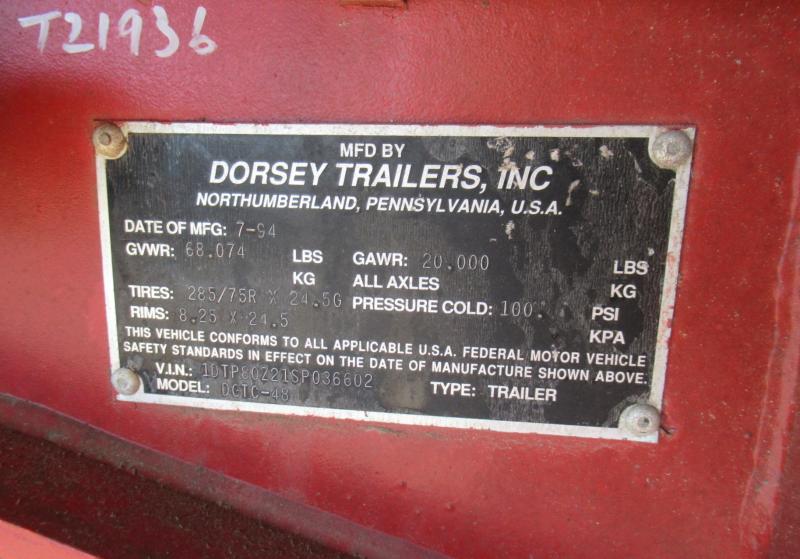 T21936
MFD BY
DORSEY TRAILERS, INC
NORTHUMBERLAND, PENNSYLVANIA, U.S.A.
DATE OF MFG: 7-94
GVWR: 68.074 LBS GAWR: 20.000 LBS
KG ALL AXLES KG
TIRES: 285/75R X 24.5G PRESSURE COLD: 100. PSI
RIMS: 8.25 X 24.5 KPA
THIS VEHICLE CONFORMS TO ALL APPLICABLE U.S.A. FEDERAL MOTOR VEHICLE
SAFETY STANDARDS IN EFFECT ON THE DATE OF MANUFACTURE SHOWN ABOVE.
V.I.N.: 1DTP80Z21SP036602
MODEL: DGTC-48 TYPE: TRAILER